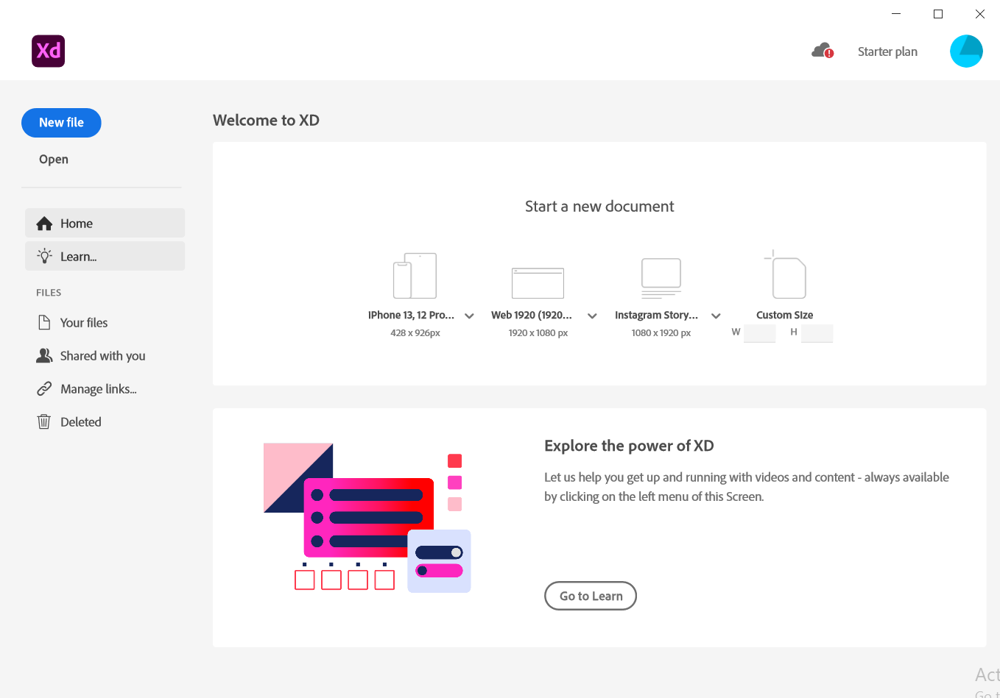 Xd
Starter plan
New file
Open
Home
Learn...
FILES
Your files
Shared with you
Manage links...
Deleted
Welcome to XD
Start a new document
iPhone 13, 12 Pro...
428 x 926px
Web 1920 (1920...
1920 x 1080 px
Instagram Story...
1080 x 1920 px
Custom Size
W
H
Explore the power of XD
Let us help you get up and running with videos and content - always available
by clicking on the left menu of this Screen.
Go to Learn
Act
Go t